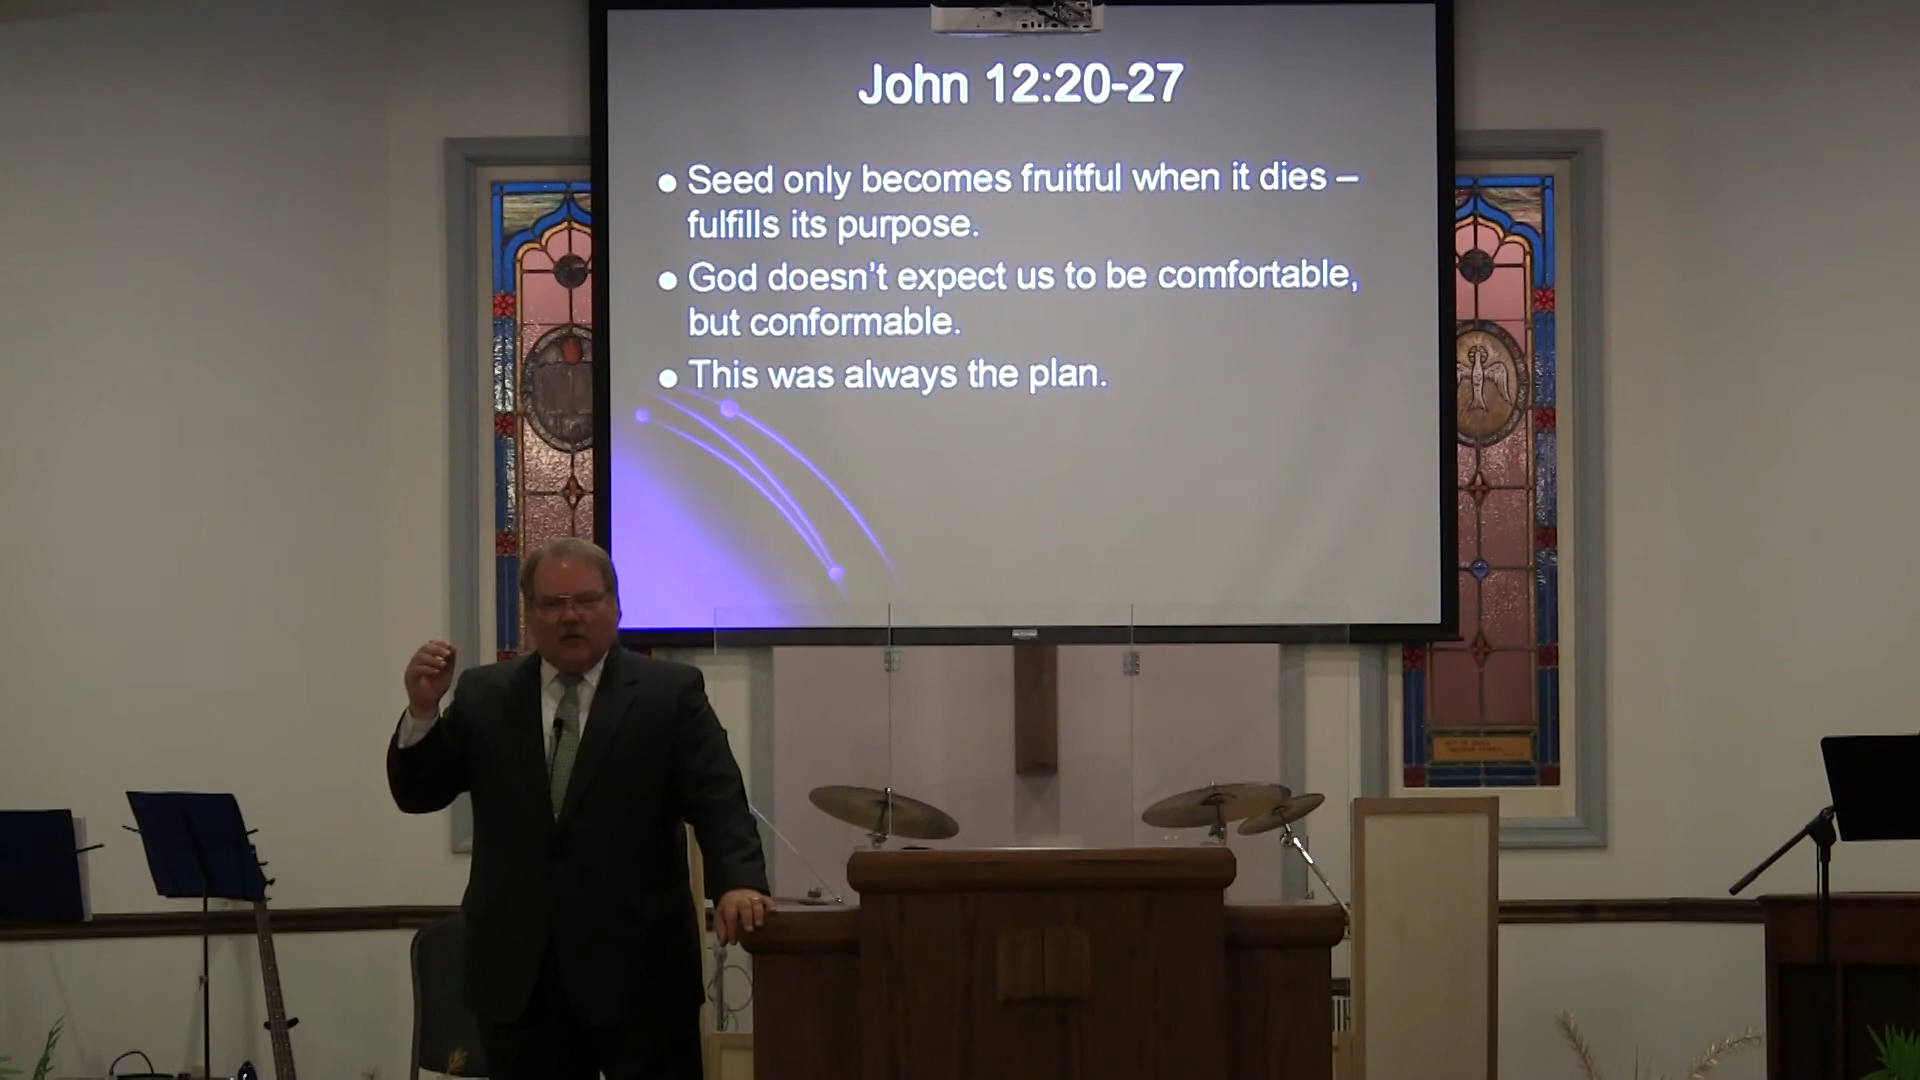 John 12:20-27
● Seed only becomes fruitful when it dies –
fulfills its purpose.
● God doesn’t expect us to be comfortable,
but conformable.
● This was always the plan.